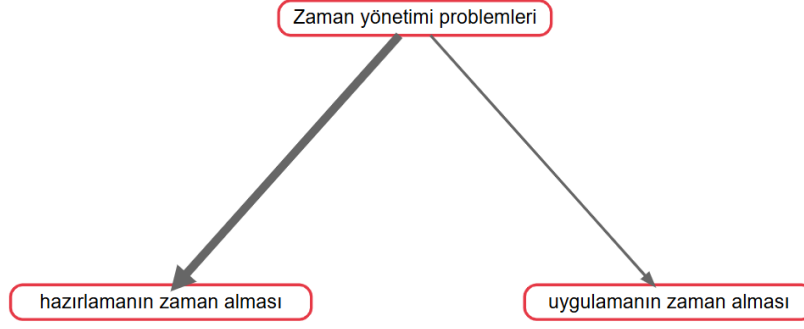 Zaman yönetimi problemleri
hazırlamanın zaman alması
uygulamanın zaman alması